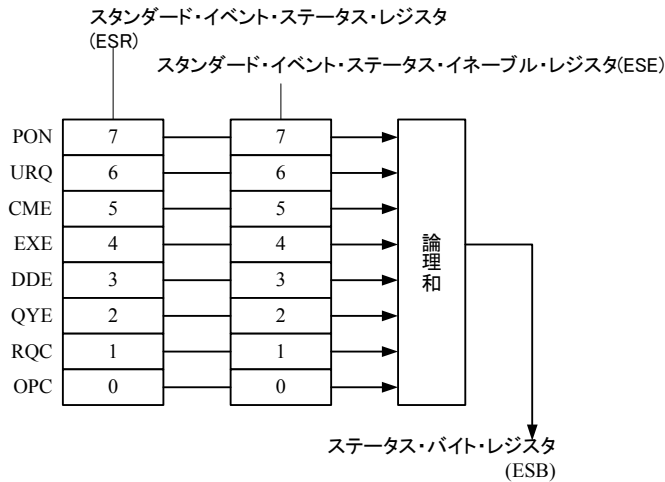 スタンダード・イベント・ステータス・レジスタ
(ESR)
スタンダード・イベント・ステータス・イネーブル・レジスタ(ESE)
PON 7 7
URQ 6 6
CME 5 5
EXE 4 4
DDE 3 3
QYE 2 2
RQC 1 1
OPC 0 0
論理和
ステータス・バイト・レジスタ
(ESB)